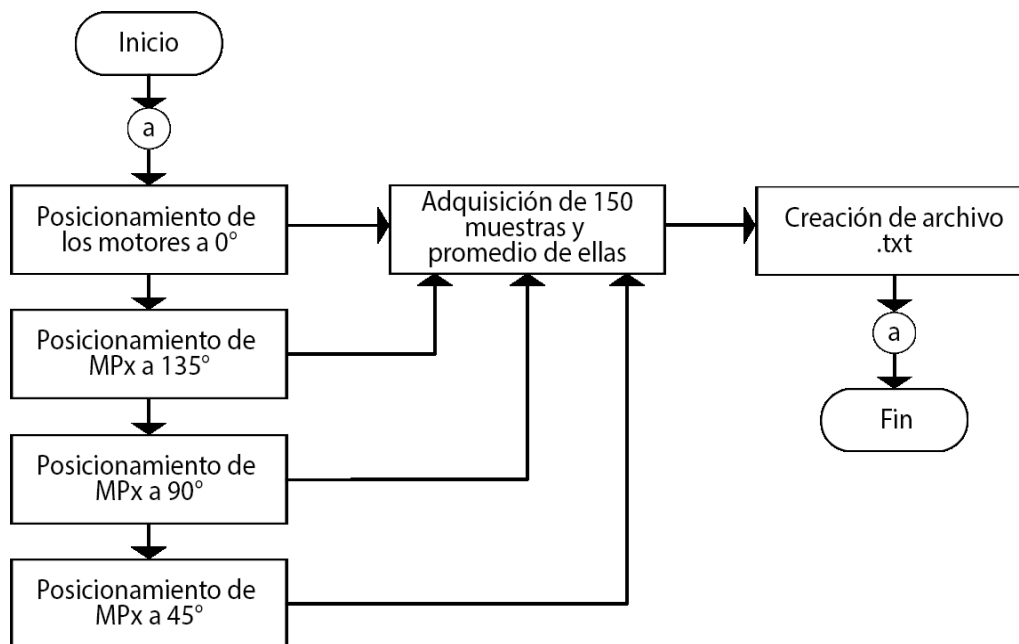 Inicio
a
Posicionamiento de
los motores a 0°
Adquisición de 150
muestras y
promedio de ellas
Creación de archivo
.txt
Posicionamiento de
MPx a 135°
a
Posicionamiento de
MPx a 90°
Fin
Posicionamiento de
MPx a 45°